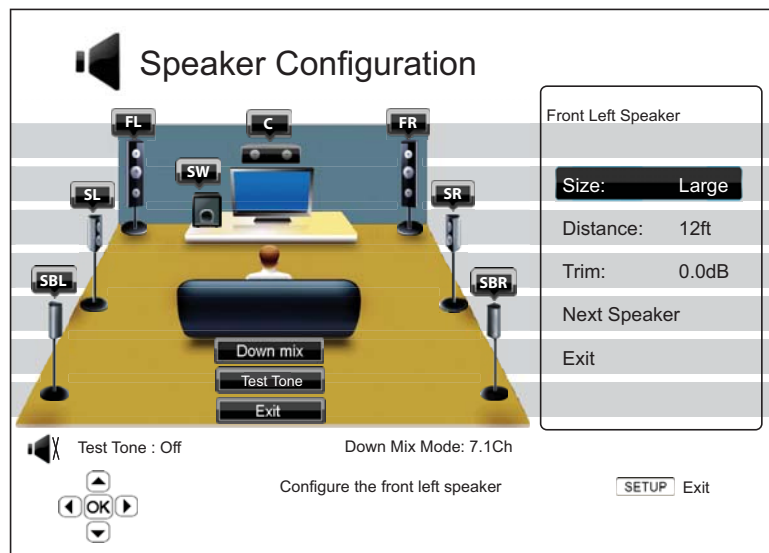 Speaker Configuration
FL
C
FR
SW
SL
SR
SBL
SBR
Down mix
Test Tone
Exit
Front Left Speaker
Size: Large
Distance: 12ft
Trim: 0.0dB
Next Speaker
Exit
Test Tone : Off
Down Mix Mode: 7.1Ch
OK
Configure the front left speaker
SETUP Exit